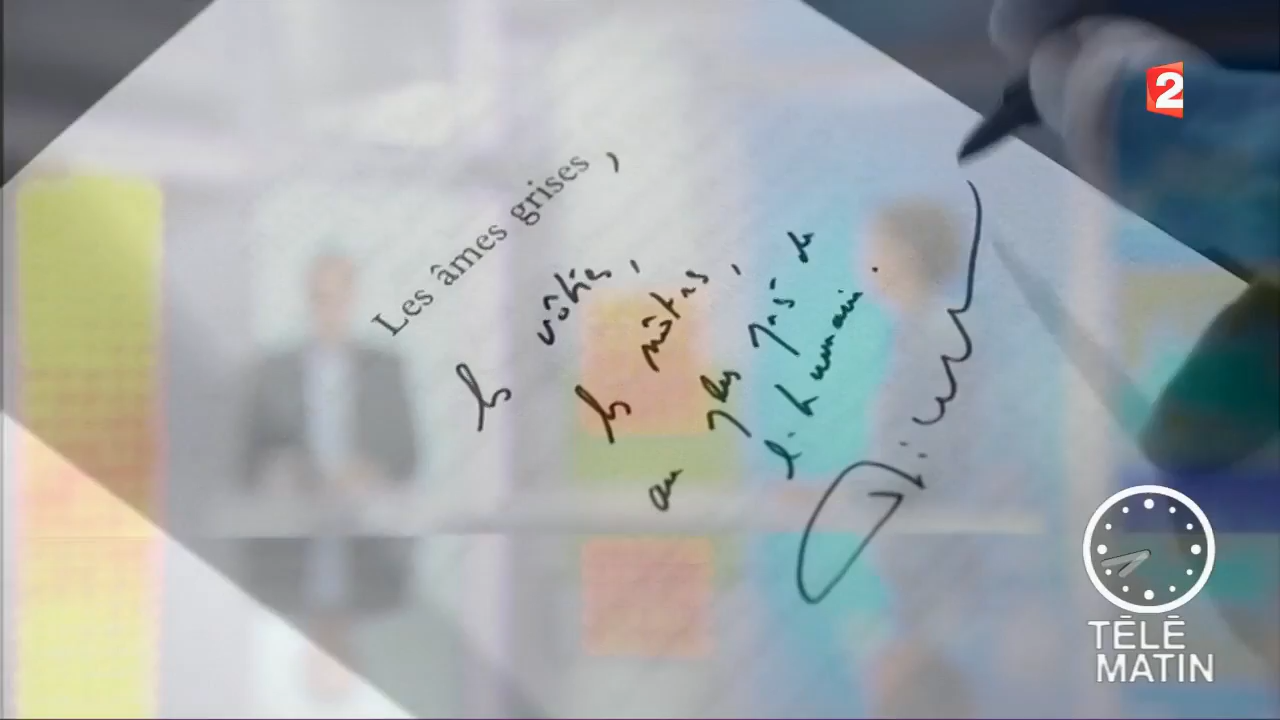 Les âmes grises,
les vôtres,
les nôtres,
au plus près de
l'humain.
2
TÉLÉ
MATIN